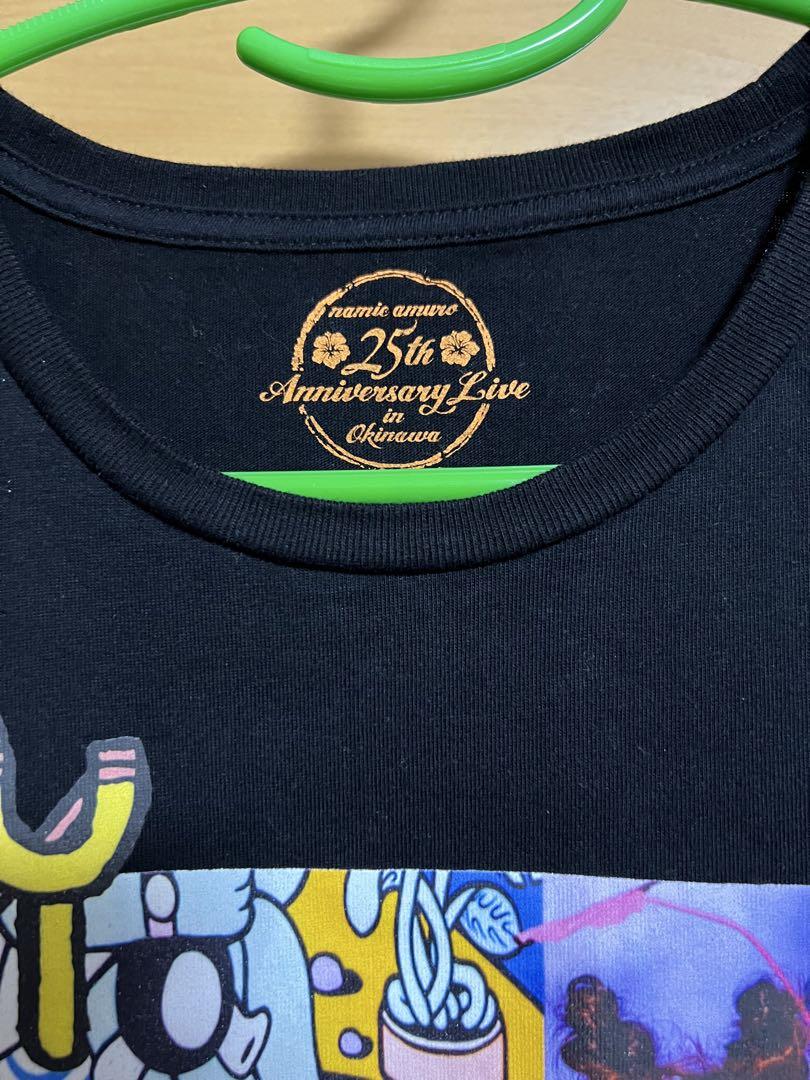 namie amuro
25th
Anniversary Live
in
Okinawa